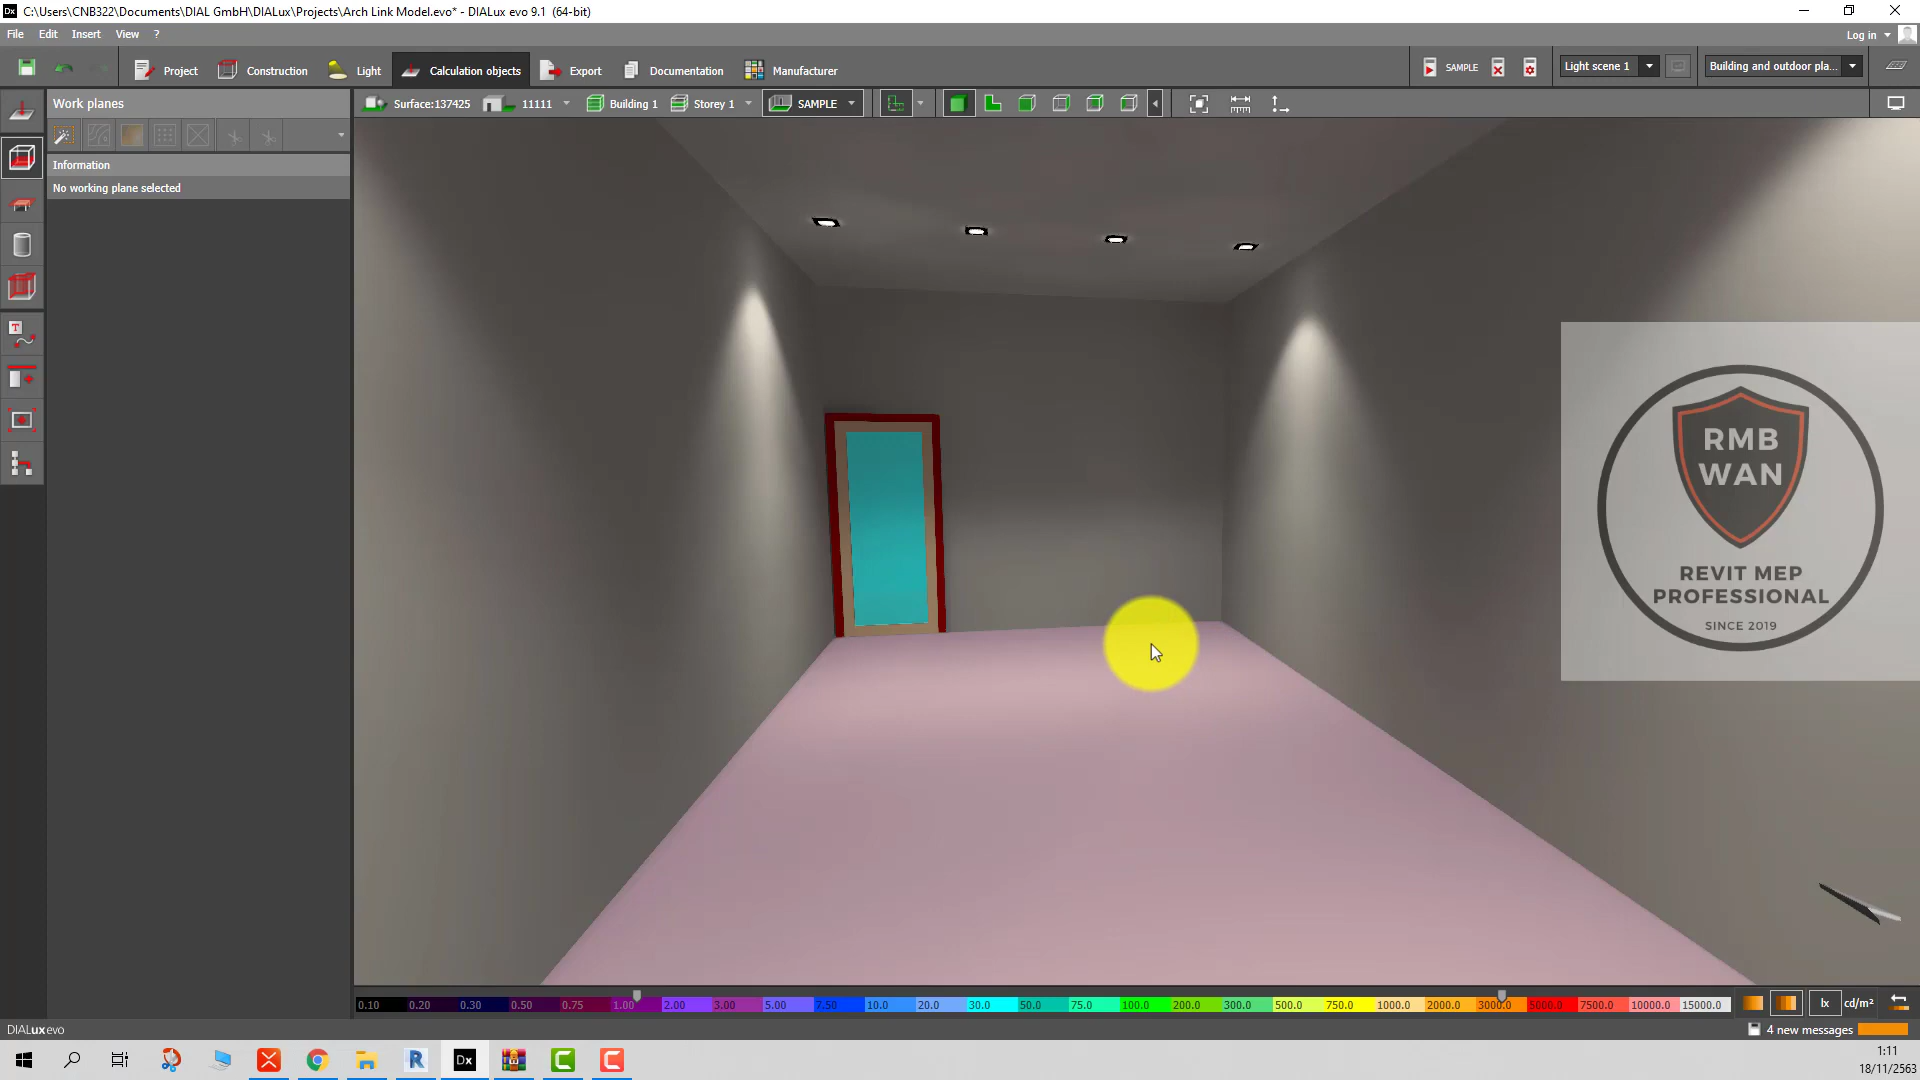 C:\Users\CNB322\Documents\DIAL GmbH\DIALux\Projects\Arch Link Model.evo* - DIALux evo 9.1 (64-bit)
File Edit Insert View ?
Log in
Project Construction Light Calculation objects Export Documentation Manufacturer
SAMPLE
Light scene 1
Building and outdoor pla...
Work planes
Surface:137425 11111 Building 1 Storey 1 SAMPLE
Information
No working plane selected
RMB
WAN
REVIT MEP
PROFESSIONAL
SINCE 2019
0.10 0.20 0.30 0.50 0.75 1.00 2.00 3.00 5.00 7.50 10.0 20.0 30.0 50.0 75.0 100.0 200.0 300.0 500.0 750.0 1000.0 2000.0 3000.0 5000.0 7500.0 10000.0 15000.0 lx cd/m²
DIALux evo
4 new messages
1:11
18/11/2563